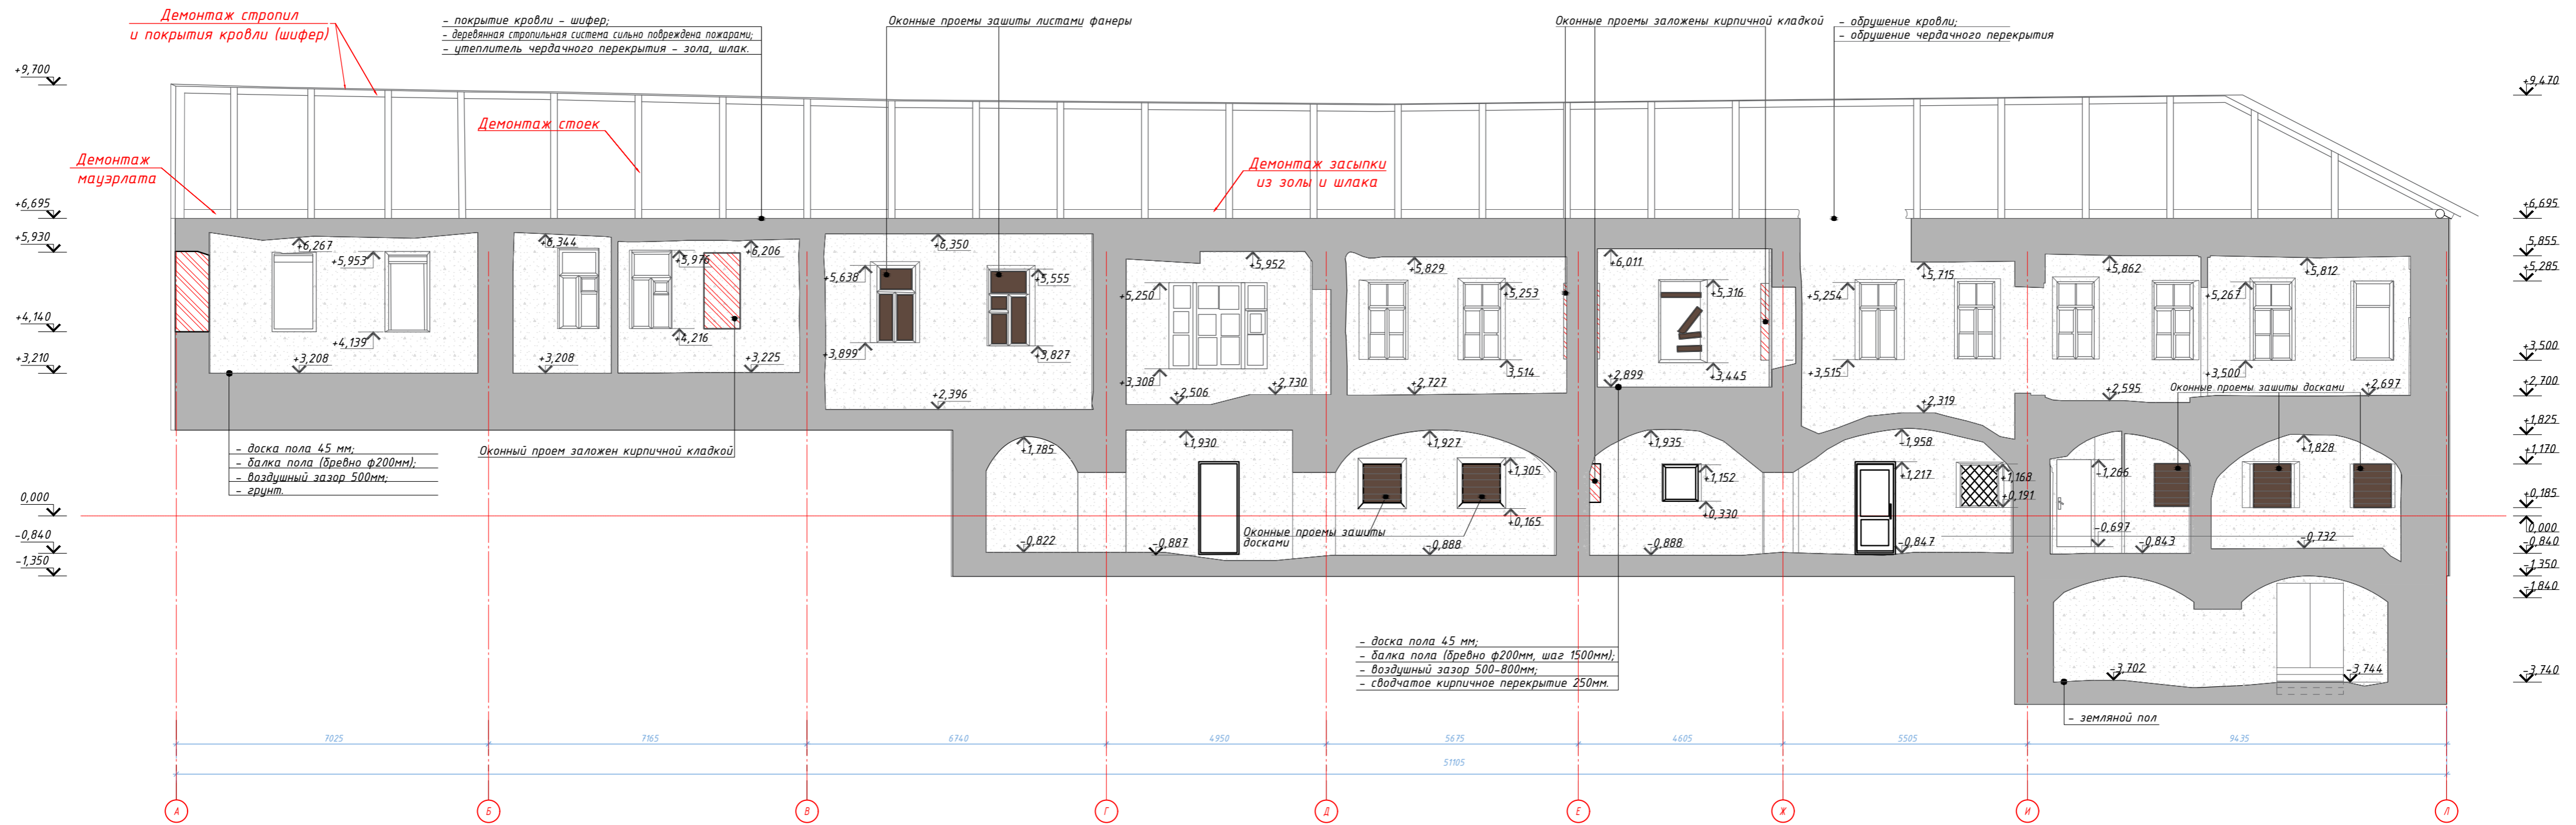 Демонтаж стропил
и покрытия кровли (шифер)
- покрытие кровли - шифер;
- деревянная стропильная система сильно повреждена пожарами;
- утеплитель чердачного перекрытия - зола, шлак.
Оконные проемы зашиты листами фанеры
Оконные проемы заложены кирпичной кладкой
- обрушение кровли;
- обрушение чердачного перекрытия
+9,700
+9,470
Демонтаж стоек
Демонтаж
мауэрлата
Демонтаж засыпки
из золы и шлака
+6,695
+5,930
+4,140
+3,210
0,000
-0,840
-1,350
+6,267
+5,953
+4,139
+3,208
+6,344
+3,208
+5,976
+6,206
+4,216
+3,225
+6,350
+5,638
+5,555
+3,899
+3,827
+2,396
+5,952
+5,250
+3,308
+2,506
+2,730
+5,829
+5,253
3,514
+2,727
+6,011
+5,316
+3,445
+2,899
+5,254
+5,715
+3,515
+2,319
+5,862
+2,595
+5,812
+5,267
+3,500
+2,697
Оконные проемы зашиты досками
+6,695
5,855
+5,285
+3,500
+2,700
+1,825
+1,170
+0,185
0,000
-0,840
-1,350
-1,840
-3,740
- доска пола 45 мм;
- балка пола (бревно ф200мм);
- воздушный зазор 500мм;
- грунт.
Оконный проем заложен кирпичной кладкой
+1,785
-0,822
+1,930
-0,887
+1,927
+1,305
+0,165
-0,888
Оконные проемы зашиты
досками
+1,935
+1,152
+0,330
-0,888
+1,958
+1,217
-0,847
+1,168
+0,191
+1,266
-0,697
-0,843
+1,828
-0,732
- доска пола 45 мм;
- балка пола (бревно ф200мм, шаг 1500мм);
- воздушный зазор 500-800мм;
- сводчатое кирпичное перекрытие 250мм.
-3,702
-3,744
- земляной пол
7025
7165
6740
4950
5675
4605
5505
9435
51105
А
Б
В
Г
Д
Е
Ж
И
Л